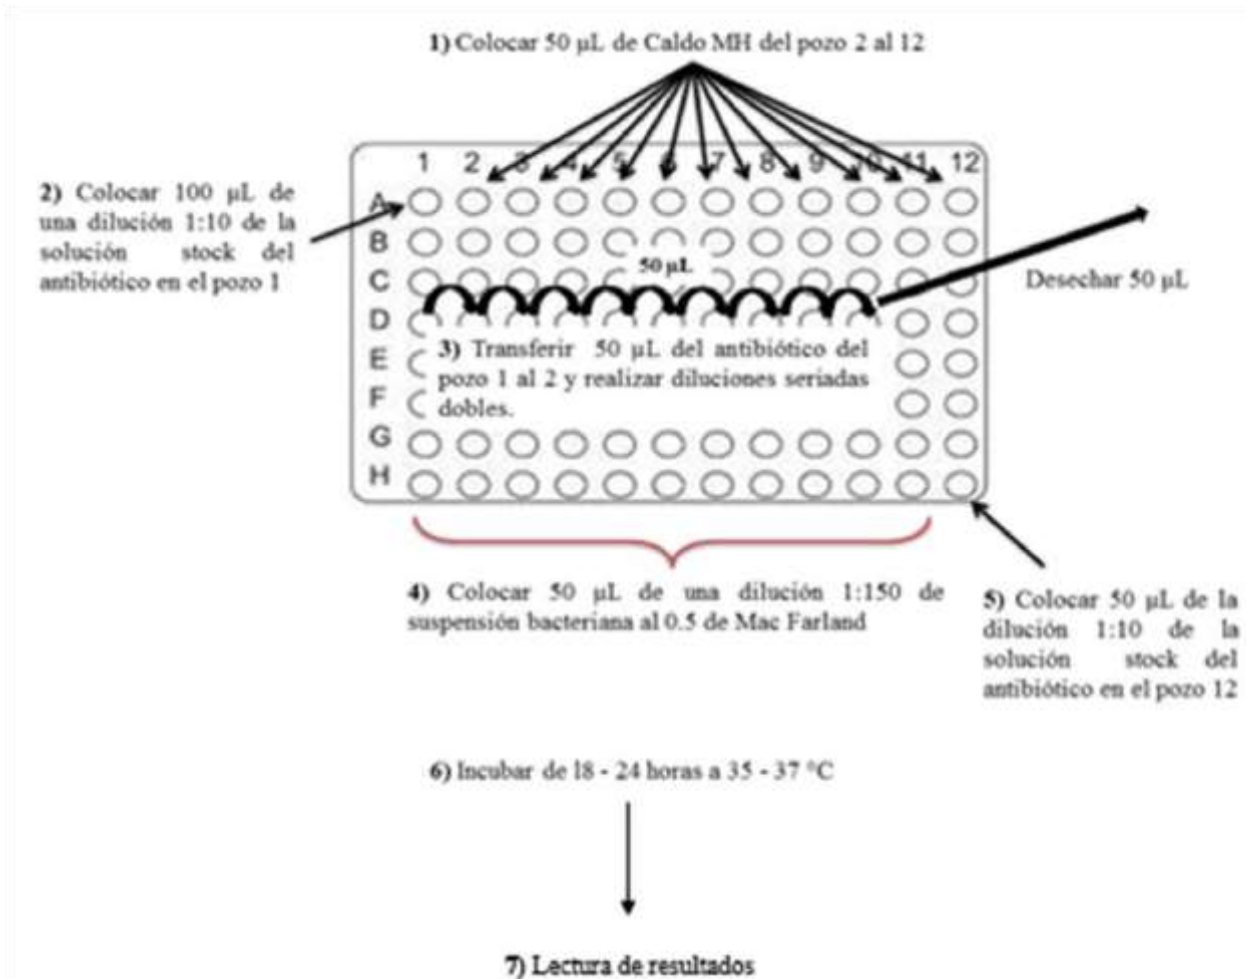 1) Colocar 50 µL de Caldo MH del pozo 2 al 12
1 2 3 4 5 6 7 8 9 10 11 12
2) Colocar 100 µL de
una dilución 1:10 de la
solución stock del
antibiótico en el pozo 1
A
B
C
D
E
F
G
H
50 µL
Desechar 50 µL
3) Transferir 50 µL del antibiótico del
pozo 1 al 2 y realizar diluciones seriadas
dobles.
4) Colocar 50 µL de una dilución 1:150 de
suspensión bacteriana al 0.5 de Mac Farland
5) Colocar 50 µL de la
dilución 1:10 de la
solución stock del
antibiótico en el pozo 12
6) Incubar de 18 - 24 horas a 35 - 37 °C
7) Lectura de resultados